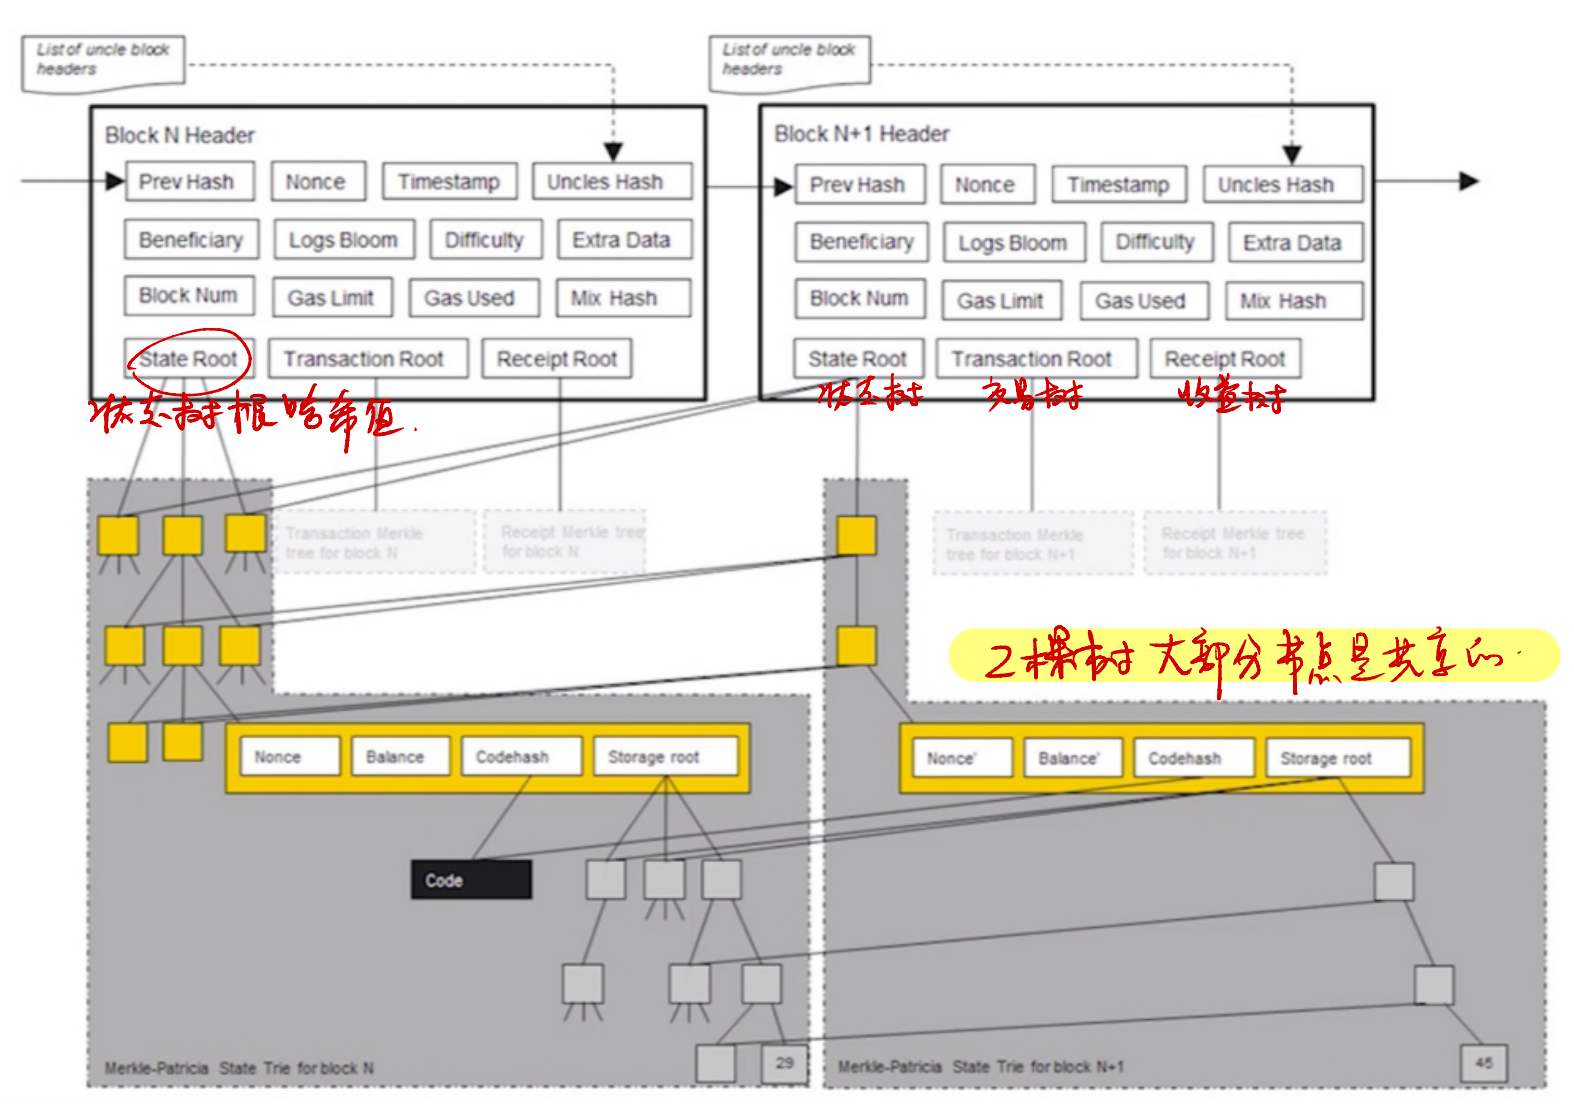 List of uncle block
headers
List of uncle block
headers
Block N Header
Prev Hash
Nonce
Timestamp
Uncles Hash
Beneficiary
Logs Bloom
Difficulty
Extra Data
Block Num
Gas Limit
Gas Used
Mix Hash
State Root
Transaction Root
Receipt Root
状态树根哈希值.
Block N+1 Header
Prev Hash
Nonce
Timestamp
Uncles Hash
Beneficiary
Logs Bloom
Difficulty
Extra Data
Block Num
Gas Limit
Gas Used
Mix Hash
State Root
Transaction Root
Receipt Root
状态树
交易树
收益树
Transaction Merkle
tree for block N
Receipt Merkle tree
for block N
Transaction Merkle
tree for block N+1
Receipt Merkle tree
for block N+1
2棵树大部分节点是共享的.
Nonce
Balance
Codehash
Storage root
Code
29
Merkle-Patricia State Trie for block N
Nonce'
Balance'
Codehash
Storage root
45
Merkle-Patricia State Trie for block N+1